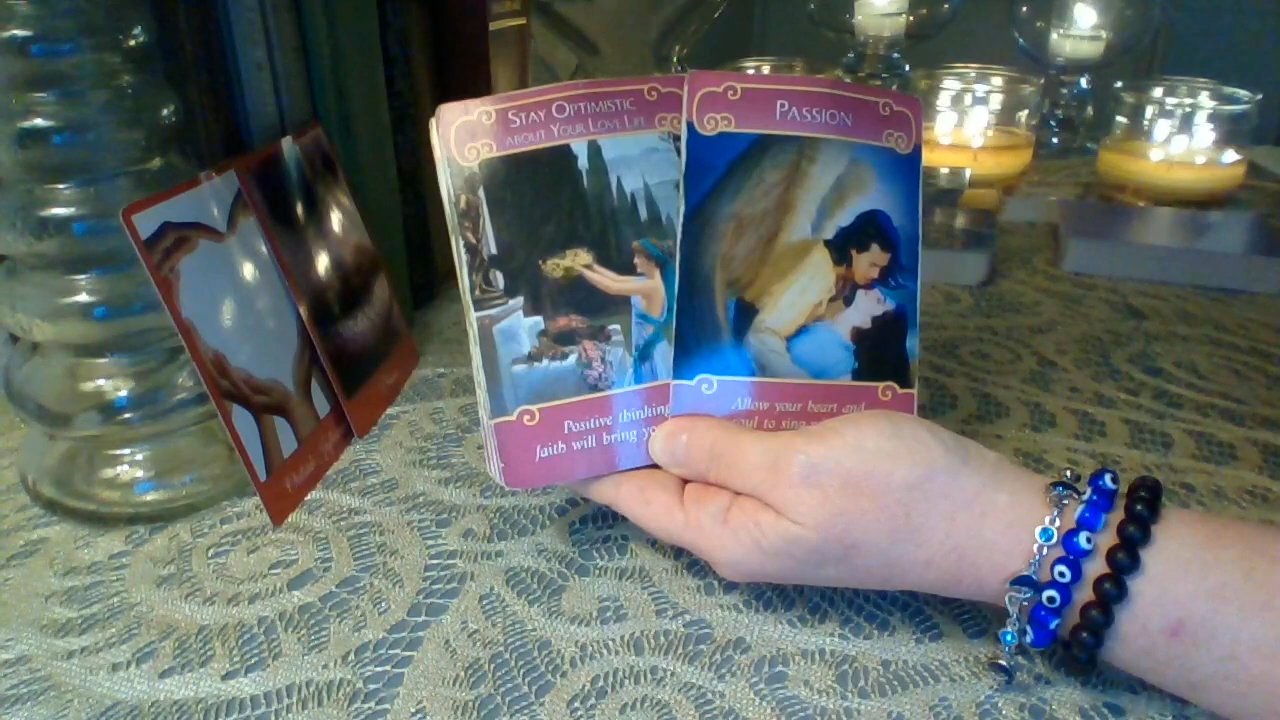 STAY OPTIMISTIC
ABOUT YOUR LOVE LIFE
Positive thinking
faith will bring yo
PASSION
Allow your heart and
soul to sing